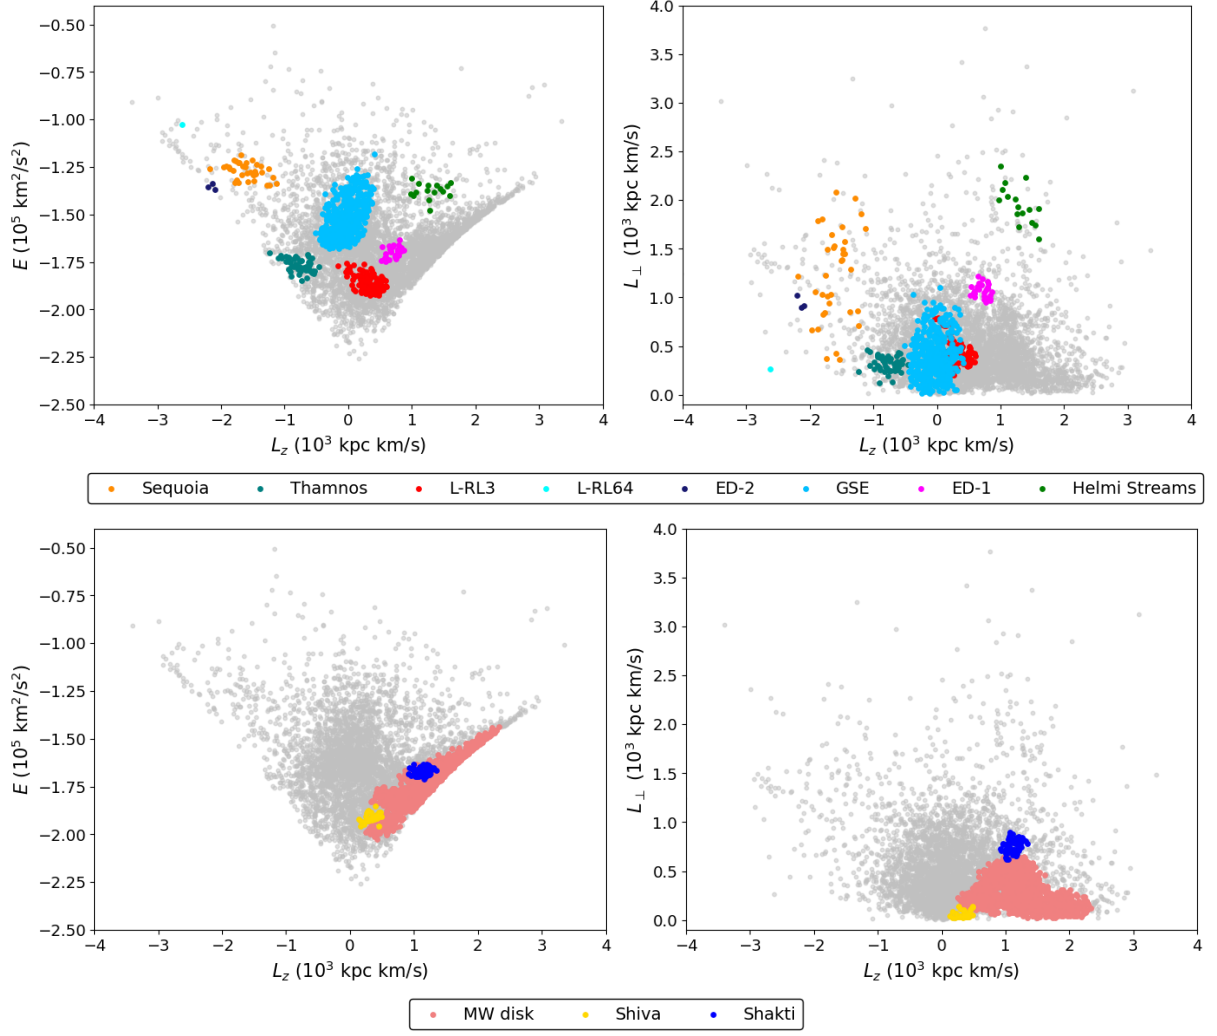 −0.50
−0.75
−1.00
−1.25
−1.50
−1.75
−2.00
−2.25
−2.50
E (10⁵ km²/s²)
−4 −3 −2 −1 0 1 2 3 4
L_z (10³ kpc km/s)
4.0
3.5
3.0
2.5
2.0
1.5
1.0
0.5
0.0
L_⊥ (10³ kpc km/s)
−4 −3 −2 −1 0 1 2 3 4
L_z (10³ kpc km/s)
Sequoia Thamnos L-RL3 L-RL64 ED-2 GSE ED-1 Helmi Streams
−0.50
−0.75
−1.00
−1.25
−1.50
−1.75
−2.00
−2.25
−2.50
E (10⁵ km²/s²)
−4 −3 −2 −1 0 1 2 3 4
L_z (10³ kpc km/s)
4.0
3.5
3.0
2.5
2.0
1.5
1.0
0.5
0.0
L_⊥ (10³ kpc km/s)
−4 −3 −2 −1 0 1 2 3 4
L_z (10³ kpc km/s)
MW disk Shiva Shakti